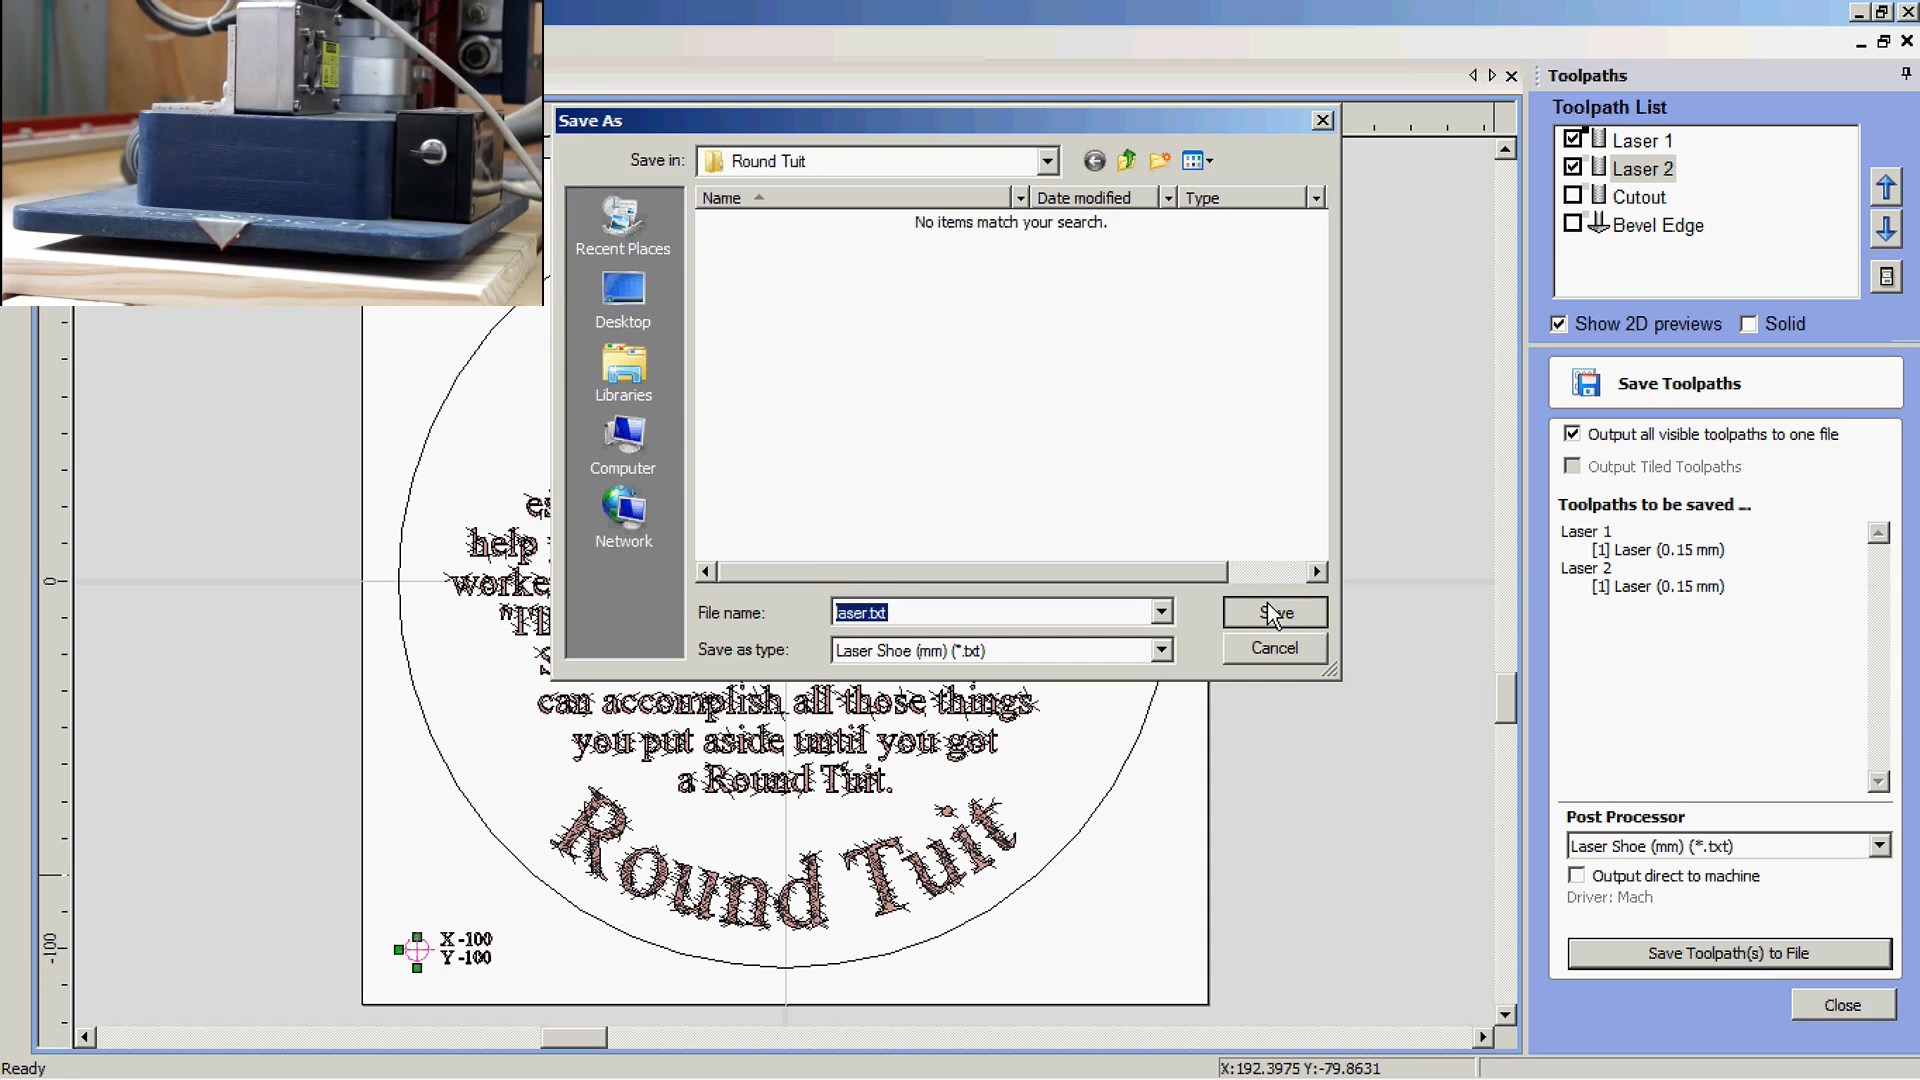 Save As
Save in:
Round Tuit
Name
Date modified
Type
No items match your search.
Recent Places
Desktop
Libraries
Computer
Network
File name:
laser.txt
Save
Save as type:
Laser Shoe (mm) (*.txt)
Cancel
help
can accomplish all those things
you put aside until you got
a Round Tuit.
Round Tuit
X -100
Y -100
0
-100
Ready
X:192.3975 Y:-79.8631
Toolpaths
Toolpath List
Laser 1
Laser 2
Cutout
Bevel Edge
Show 2D previews
Solid
Save Toolpaths
Output all visible toolpaths to one file
Output Tiled Toolpaths
Toolpaths to be saved ...
Laser 1
[1] Laser (0.15 mm)
Laser 2
[1] Laser (0.15 mm)
Post Processor
Laser Shoe (mm) (*.txt)
Output direct to machine
Driver: Mach
Save Toolpath(s) to File
Close